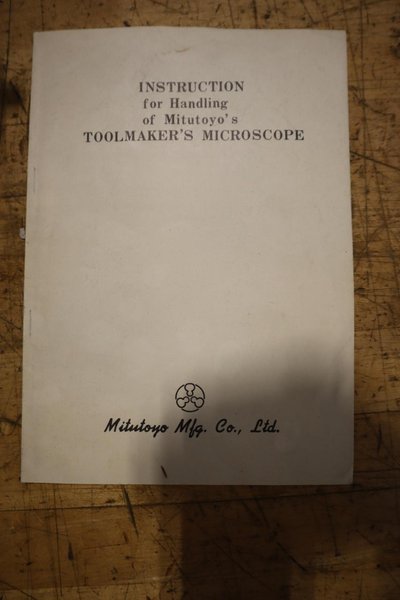 INSTRUCTION
for Handling
of Mitutoyo's
TOOLMAKER'S MICROSCOPE
Mitutoyo Mfg. Co., Ltd.